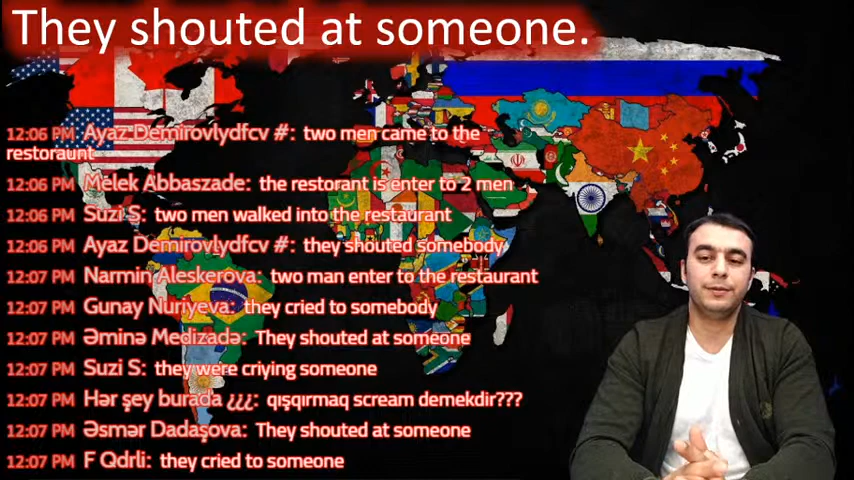 They shouted at someone.
12:06 PM Ayaz Demirovlydfcv #: two men came to the
restoraunt
12:06 PM Melek Abbaszade: the restorant is enter to 2 men
12:06 PM Suzi S: two men walked into the restaurant
12:06 PM Ayaz Demirovlydfcv #: they shouted somebody
12:07 PM Narmin Aleskerova: two man enter to the restaurant
12:07 PM Gunay Nuriyeva: they cried to somebody
12:07 PM Əminə Medizadə: They shouted at someone
12:07 PM Suzi S: they were criying someone
12:07 PM Hər şey burada ¿¿¿: qışqırmaq scream demekdir???
12:07 PM Əsmər Dadaşova: They shouted at someone
12:07 PM F Qdrli: they cried to someone